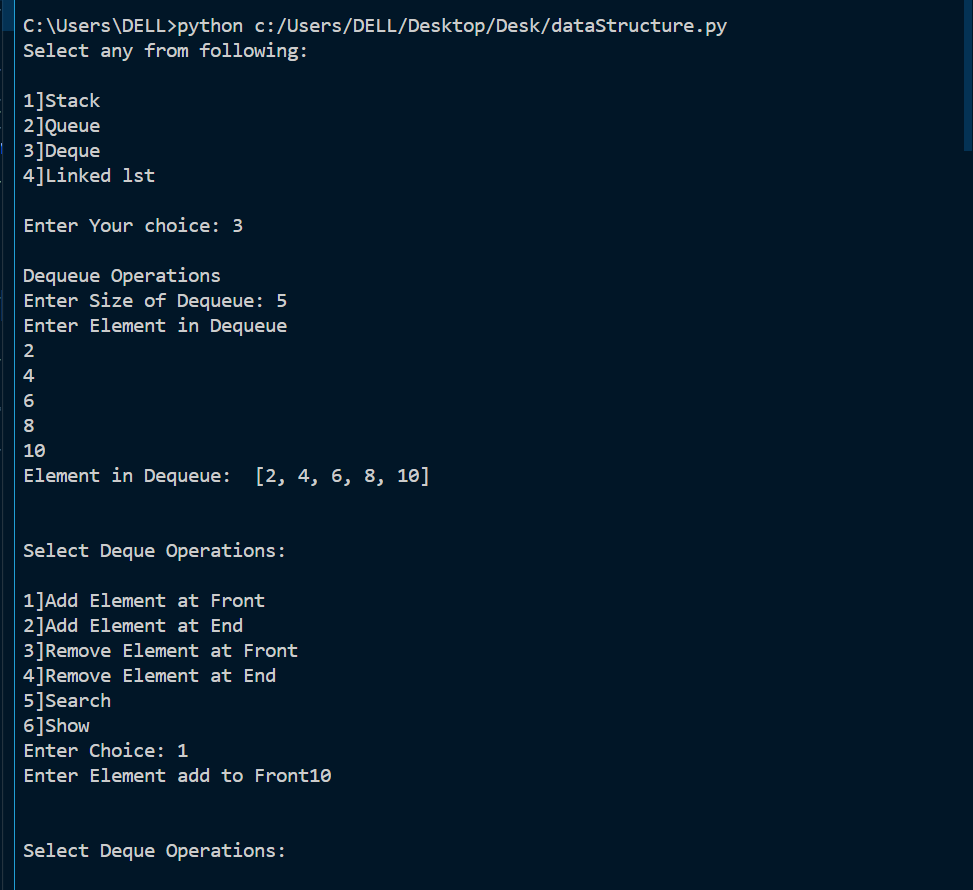 C:\Users\DELL>python c:/Users/DELL/Desktop/Desk/dataStructure.py
Select any from following:
1]Stack
2]Queue
3]Deque
4]Linked lst
Enter Your choice: 3
Dequeue Operations
Enter Size of Dequeue: 5
Enter Element in Dequeue
2
4
6
8
10
Element in Dequeue:  [2, 4, 6, 8, 10]
Select Deque Operations:
1]Add Element at Front
2]Add Element at End
3]Remove Element at Front
4]Remove Element at End
5]Search
6]Show
Enter Choice: 1
Enter Element add to Front10
Select Deque Operations: